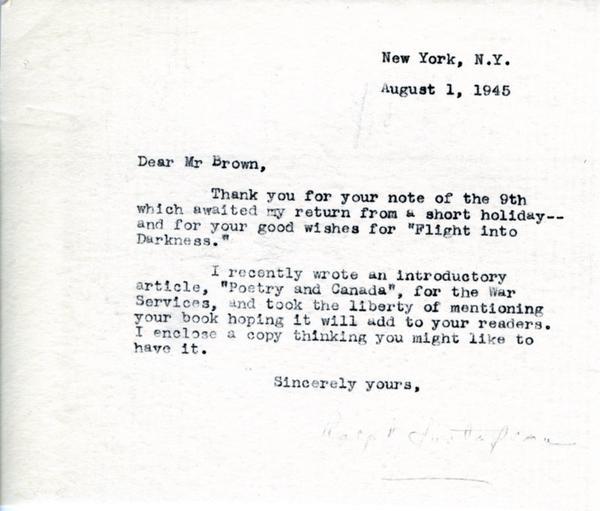 New York, N.Y.
August 1, 1945
Dear Mr Brown,
Thank you for your note of the 9th
which awaited my return from a short holiday--
and for your good wishes for "Flight into
Darkness."
I recently wrote an introductory
article, "Poetry and Canada", for the War
Services, and took the liberty of mentioning
your book hoping it will add to your readers.
I enclose a copy thinking you might like to
have it.
Sincerely yours,
Ralph Gustafson